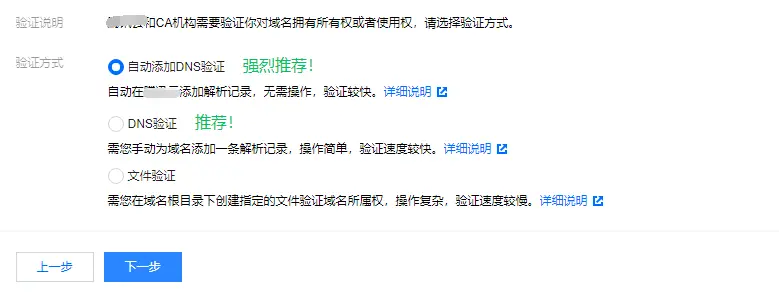 验证说明
和CA机构需要验证你对域名拥有所有权或者使用权，请选择验证方式。
验证方式
自动添加DNS验证 强烈推荐！
自动在添加解析记录，无需操作，验证较快。详细说明
DNS验证 推荐！
需您手动为域名添加一条解析记录，操作简单，验证速度较快。详细说明
文件验证
需您在域名根目录下创建指定的文件验证域名所属权，操作复杂，验证速度较慢。详细说明
上一步 下一步